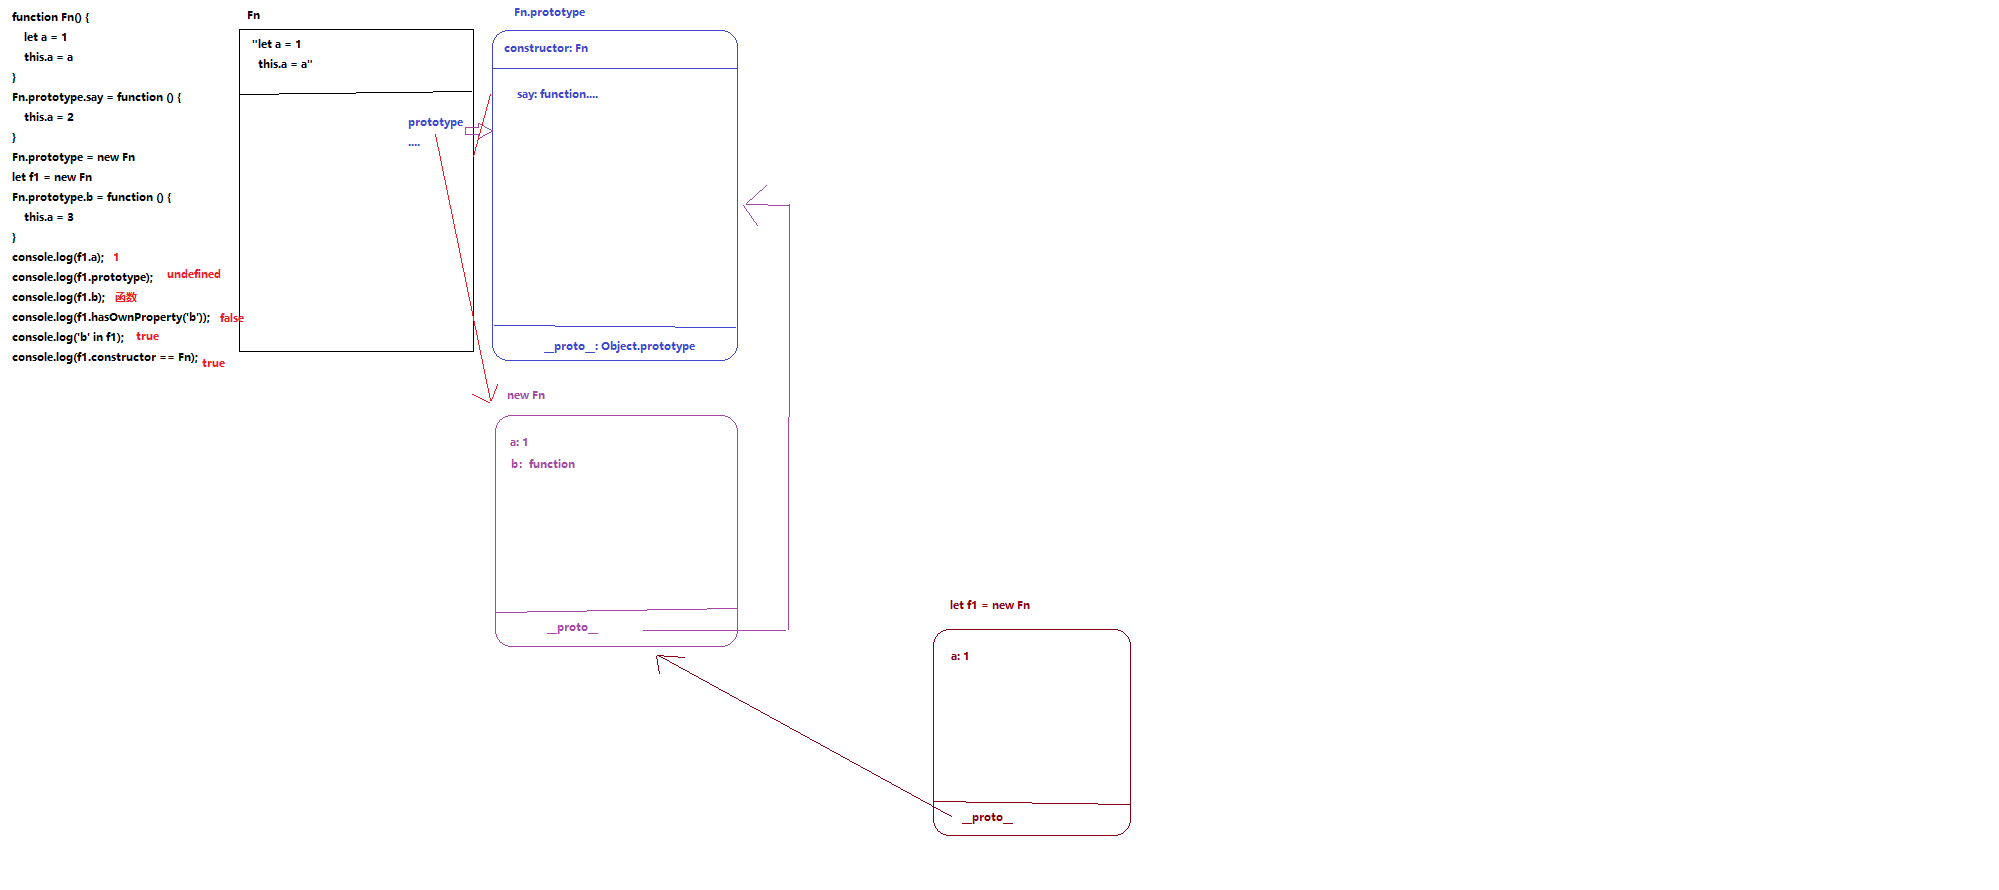 function Fn() {
let a = 1
this.a = a
}
Fn.prototype.say = function () {
this.a = 2
}
Fn.prototype = new Fn
let f1 = new Fn
Fn.prototype.b = function () {
this.a = 3
}
console.log(f1.a); 1
console.log(f1.prototype); undefined
console.log(f1.b); 函数
console.log(f1.hasOwnProperty('b')); false
console.log('b' in f1); true
console.log(f1.constructor == Fn); true
Fn
"let a = 1
this.a = a"
prototype
....
Fn.prototype
constructor: Fn
say: function....
__proto__: Object.prototype
new Fn
a: 1
b: function
__proto__
let f1 = new Fn
a: 1
__proto__